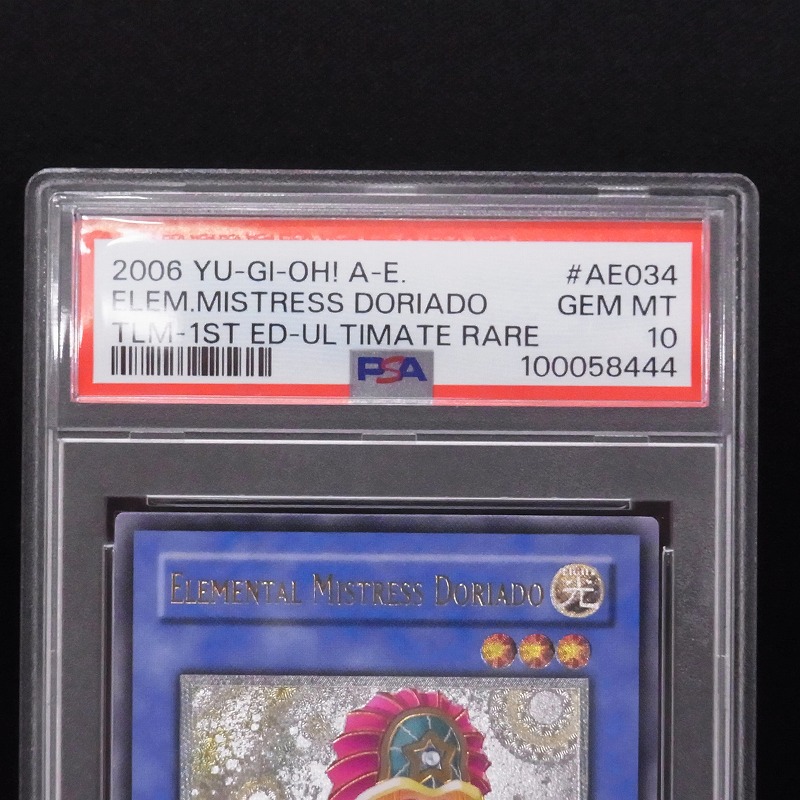 2006 YU-GI-OH! A-E. #AE034
ELEM.MISTRESS DORIADO GEM MT
TLM-1ST ED-ULTIMATE RARE 10
PSA 100058444
ELEMENTAL MISTRESS DORIADO
LIGHT
光